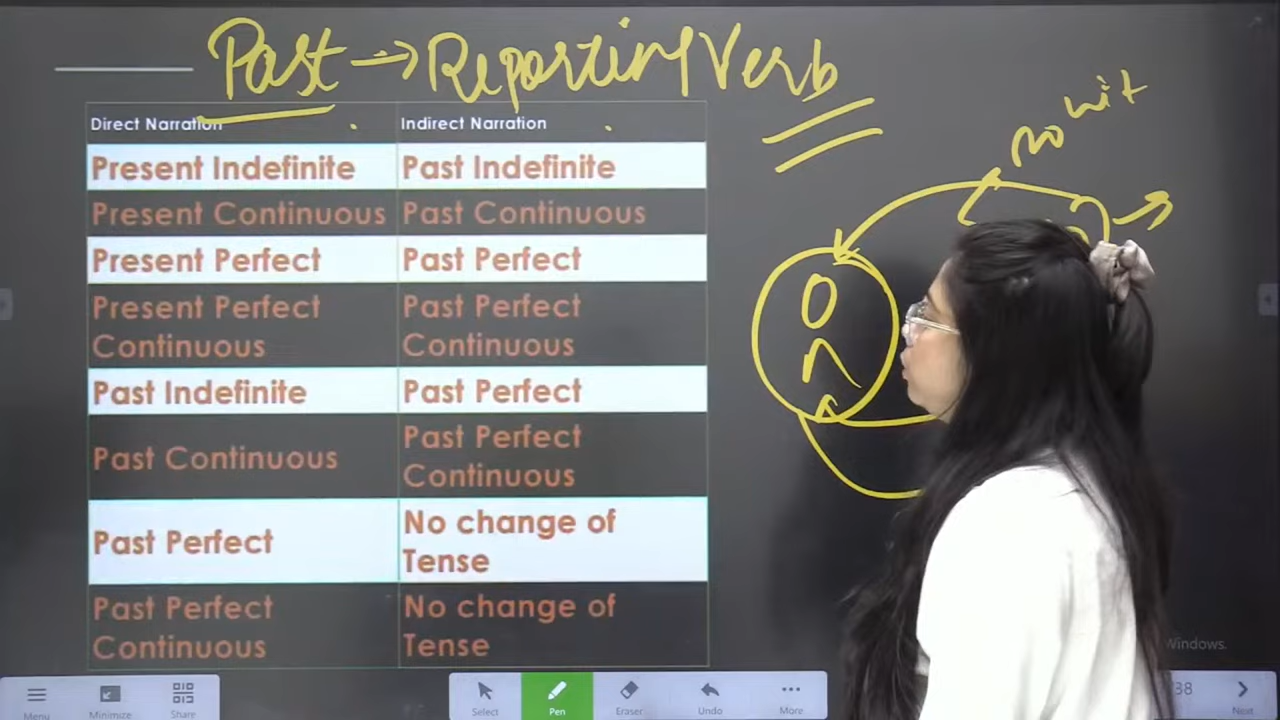 Past → Reporting Verb
no wit
Direct Narration Indirect Narration
Present Indefinite Past Indefinite
Present Continuous Past Continuous
Present Perfect Past Perfect
Present Perfect Continuous Past Perfect Continuous
Past Indefinite Past Perfect
Past Continuous Past Perfect Continuous
Past Perfect No change of Tense
Past Perfect Continuous No change of Tense
Windows.
38
Menu Minimize Share Select Pen Eraser Undo More Next